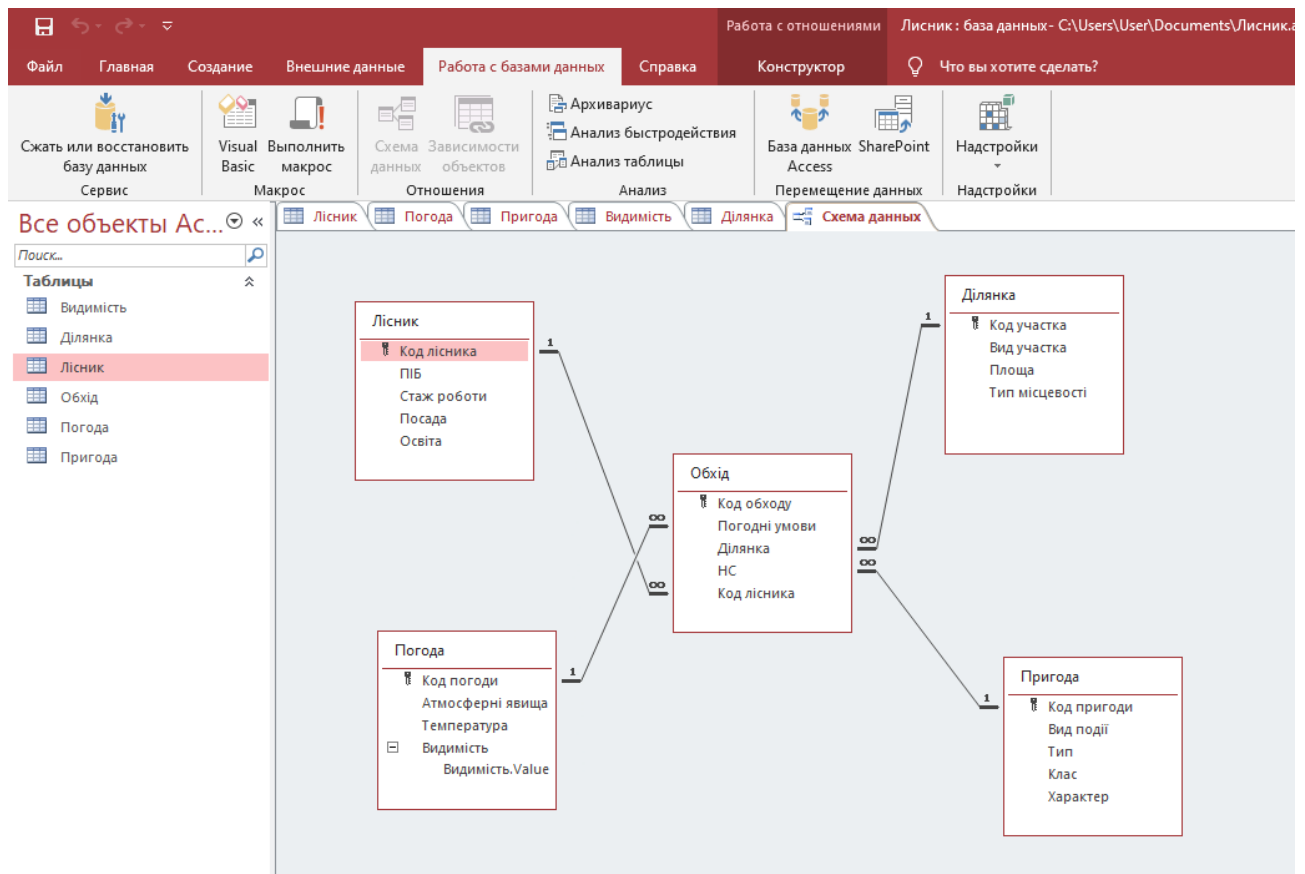 Работа с отношениями
Лисник : база данных- C:\Users\User\Documents\Лисник.a
Файл Главная Создание Внешние данные Работа с базами данных Справка Конструктор Что вы хотите сделать?
Сжать или восстановить
базу данных
Сервис
Visual
Basic
Выполнить
макрос
Макрос
Схема
данных
Зависимости
объектов
Отношения
Архивариус
Анализ быстродействия
Анализ таблицы
Анализ
База данных
Access
SharePoint
Перемещение данных
Надстройки
Надстройки
Все объекты Ac...
Поиск...
Таблицы
Видимість
Ділянка
Лісник
Обхід
Погода
Пригода
Лісник Погода Пригода Видимість Ділянка Схема данных
Лісник
Код лісника
ПІБ
Стаж роботи
Посада
Освіта
1
Ділянка
Код участка
Вид участка
Площа
Тип місцевості
1
Обхід
Код обходу
Погодні умови
Ділянка
НС
Код лісника
∞
∞
∞
∞
Погода
Код погоди
Атмосферні явища
Температура
Видимість
Видимість.Value
1
Пригода
Код пригоди
Вид події
Тип
Клас
Характер
1